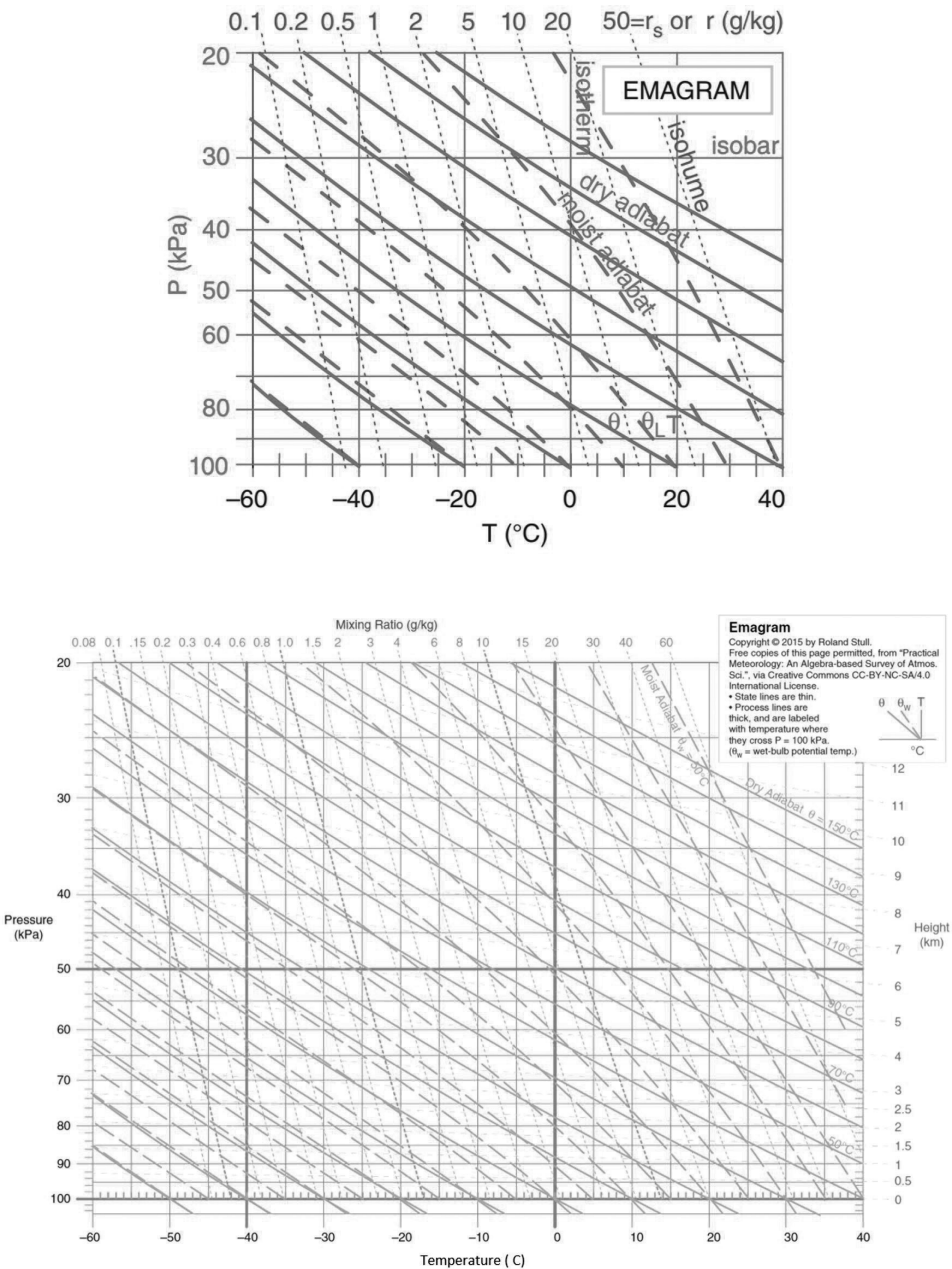 0.1 0.2 0.5 1 2 5 10 20 50=rs or r (g/kg)
EMAGRAM
isotherm
isohume
isobar
dry adiabat
moist adiabat
θ θL T
P (kPa)
20
30
40
50
60
80
100
−60 −40 −20 0 20 40
T (°C)
Mixing Ratio (g/kg)
0.08 0.1 .15 0.2 0.3 0.4 0.6 0.8 1.0 1.5 2 3 4 6 8 10 15 20 30 40 60
Emagram
Copyright © 2015 by Roland Stull.
Free copies of this page permitted, from "Practical
Meteorology: An Algebra-based Survey of Atmos.
Sci.", via Creative Commons CC-BY-NC-SA/4.0
International License.
• State lines are thin.
• Process lines are
thick, and are labeled
with temperature where
they cross P = 100 kPa.
(θw = wet-bulb potential temp.)
θ θW T
°C
Dry Adiabat θ = 150°C
130°C
110°C
90°C
70°C
50°C
Pressure
(kPa)
20
30
40
50
60
70
80
90
100
Height
(km)
12
11
10
9
8
7
6
5
4
3
2.5
2
1.5
1
0.5
0
−60 −50 −40 −30 −20 −10 0 10 20 30 40
Temperature ( C)